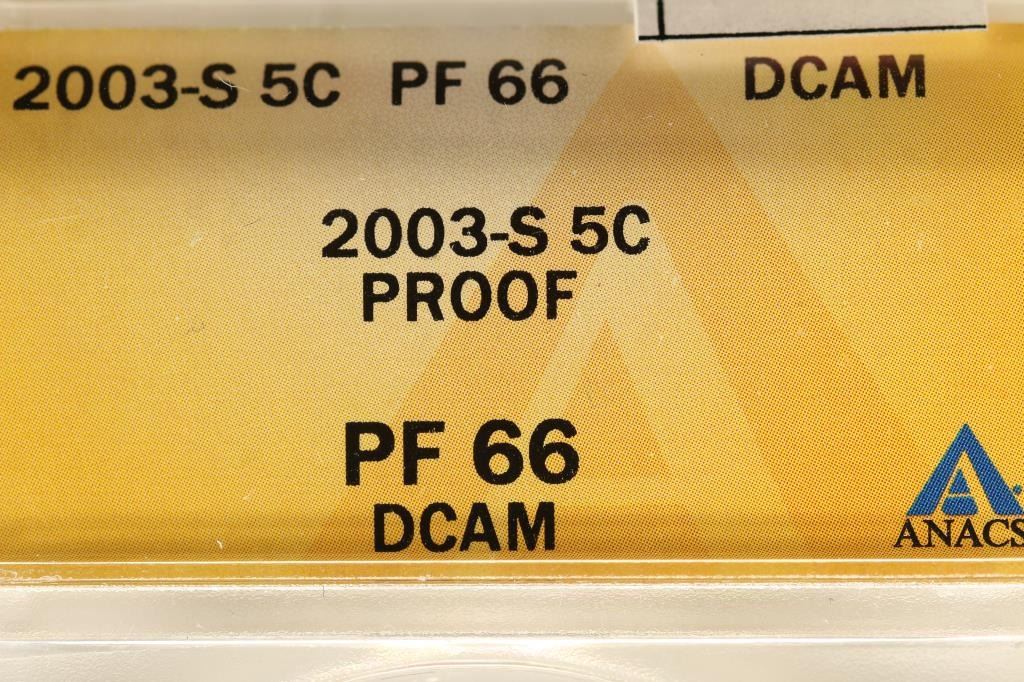 2003-S 5C PF 66 DCAM
2003-S 5C
PROOF
PF 66
DCAM
ANACS